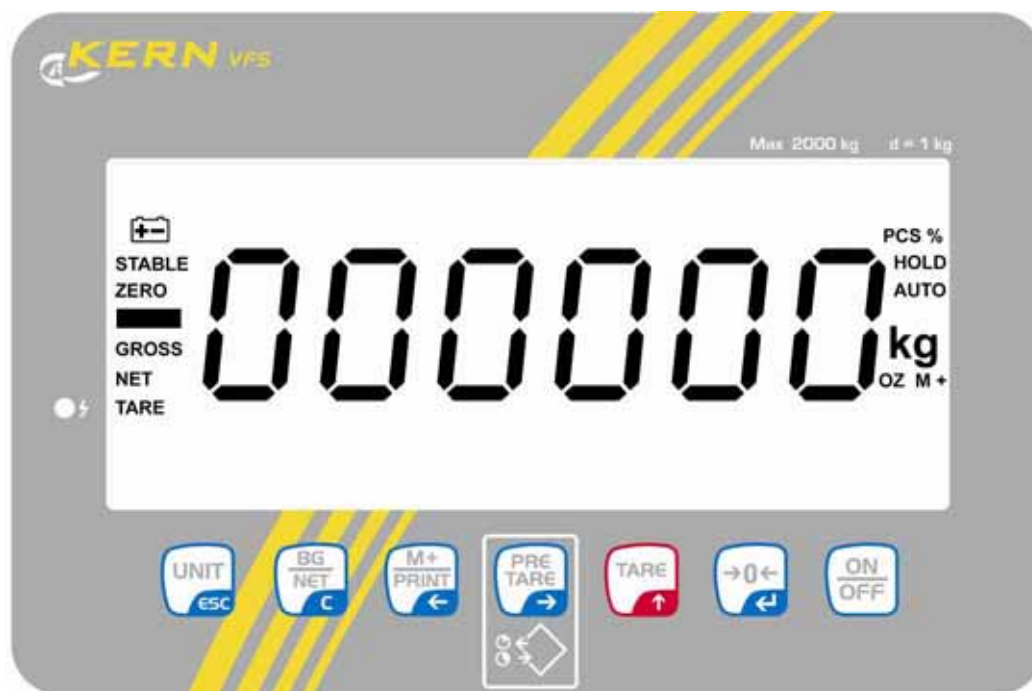 KERN VFS
Max 2000 kg d = 1 kg
STABLE
ZERO
GROSS
NET
TARE
000000
PCS %
HOLD
AUTO
kg
OZ M +
UNIT
ESC
BG
NET
C
M+
PRINT
←
PRE
TARE
→
TARE
↑
→0←
↵
ON
OFF